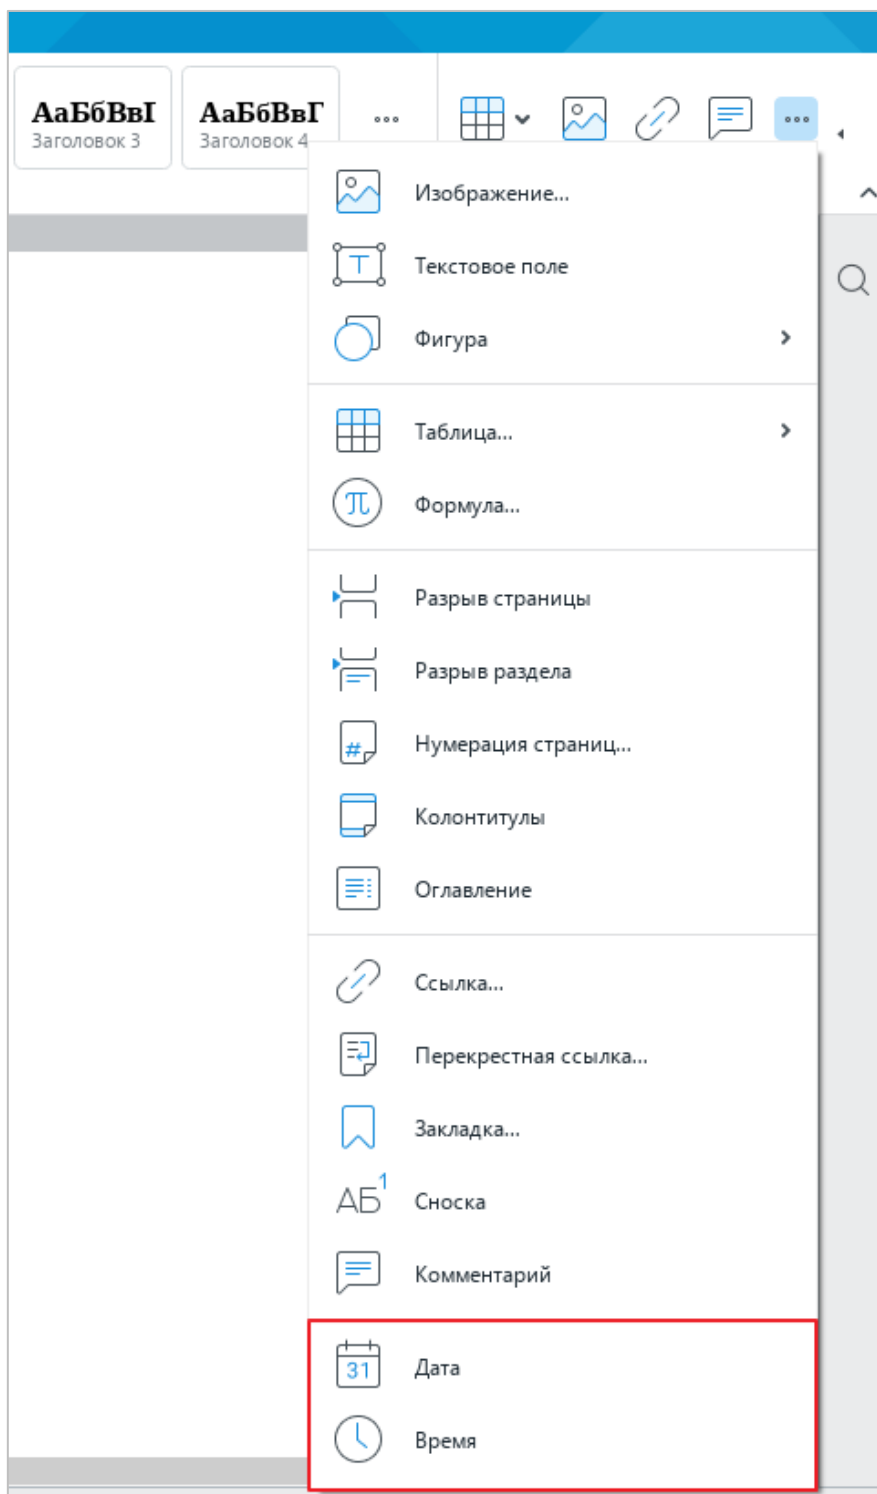 АаБбВвГ
Заголовок 3
АаБбВвГ
Заголовок 4
Изображение...
Т
Текстовое поле
Фигура
Таблица...
π
Формула...
Разрыв страницы
Разрыв раздела
#
Нумерация страниц...
Колонтитулы
Оглавление
Ссылка...
Перекрестная ссылка...
Закладка...
АБ1
Сноска
Комментарий
31
Дата
Время